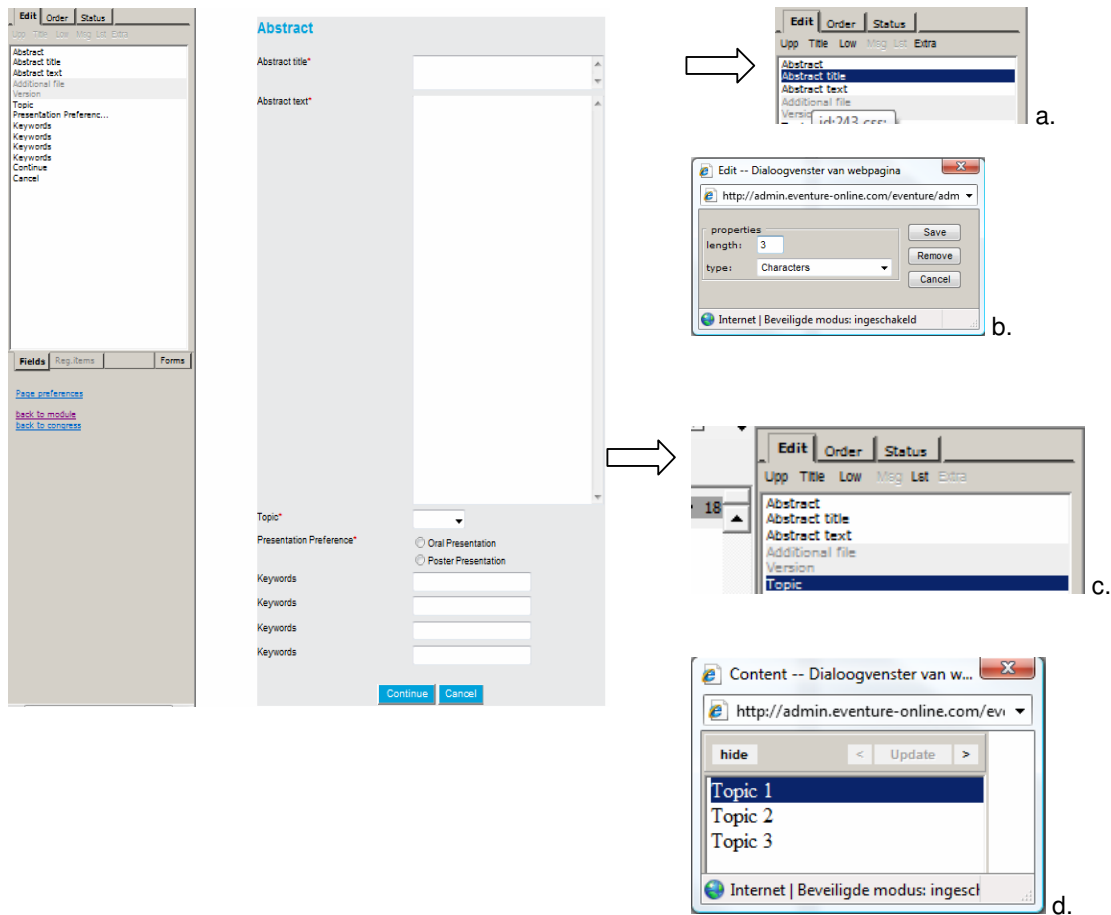 Edit Order Status
Upp Title Low Msg Lst Extra
Abstract
Abstract title
Abstract text
Additional file
Version
Topic
Presentation Preferenc...
Keywords
Keywords
Keywords
Keywords
Continue
Cancel
Fields Reg.items Forms
Page preferences
back to module
back to congress
Abstract
Abstract title*
Abstract text*
Topic*
Presentation Preference*
Oral Presentation
Poster Presentation
Keywords
Keywords
Keywords
Keywords
Continue Cancel
Edit Order Status
Upp Title Low Msg Lst Extra
Abstract
Abstract title
Abstract text
Additional file
a.
Edit -- Dialoogvenster van webpagina
http://admin.eventure-online.com/eventure/adm
properties
length: 3
type: Characters
Save
Remove
Cancel
Internet | Beveiligde modus: ingeschakeld
b.
Edit Order Status
Upp Title Low Msg Lst Extra
18
Abstract
Abstract title
Abstract text
Additional file
Version
Topic
c.
Content -- Dialoogvenster van w...
http://admin.eventure-online.com/ev
hide < Update >
Topic 1
Topic 2
Topic 3
Internet | Beveiligde modus: ingesch
d.